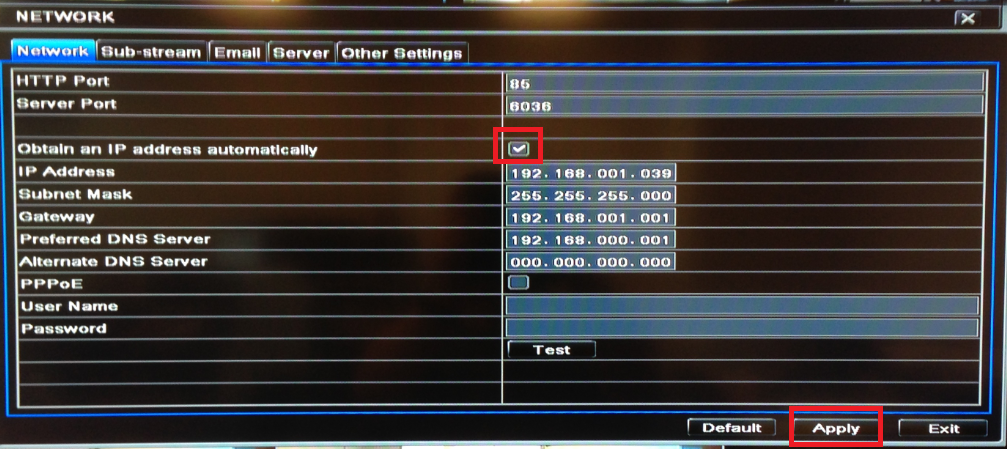 NETWORK
Network Sub-stream Email Server Other Settings
HTTP Port 85
Server Port 6036
Obtain an IP address automatically
IP Address 192.168.001.039
Subnet Mask 255.255.255.000
Gateway 192.168.001.001
Preferred DNS Server 192.168.000.001
Alternate DNS Server 000.000.000.000
PPPoE
User Name
Password
Test
Default Apply Exit